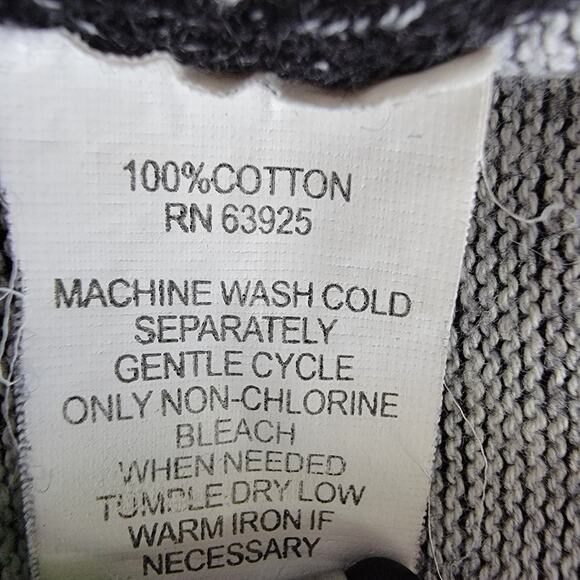 100%COTTON
RN 63925
MACHINE WASH COLD
SEPARATELY
GENTLE CYCLE
ONLY NON-CHLORINE
BLEACH
WHEN NEEDED
TUMPLE DRY LOW
WARM IRON IF
NECESSARY